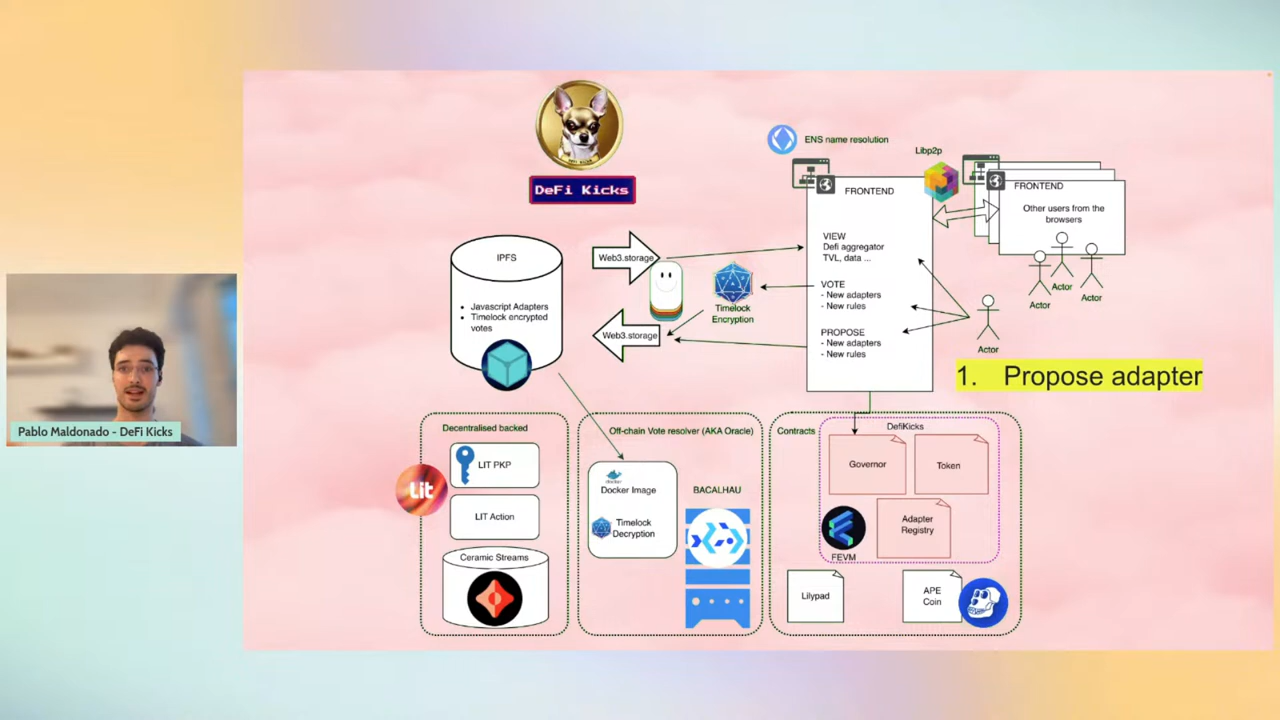 DeFi Kicks
ENS name resolution
Libp2p
FRONTEND
VIEW
Defi aggregator
TVL, data ...
VOTE
- New adapters
- New rules
PROPOSE
- New adapters
- New rules
FRONTEND
Other users from the
browsers
Actor
Actor
Actor
Actor
IPFS
• Javascript Adapters
• Timelock encrypted
votes
Web3.storage
Timelock
Encryption
Web3.storage
1. Propose adapter
Pablo Maldonado - DeFi Kicks
Decentralised backed
LIT PKP
Lit
LIT Action
Ceramic Streams
Off-chain Vote resolver (AKA Oracle)
docker
Docker Image
Timelock
Decryption
BACALHAU
Contracts
DefiKicks
Governor
Token
Adapter
Registry
FEVM
Lilypad
APE
Coin